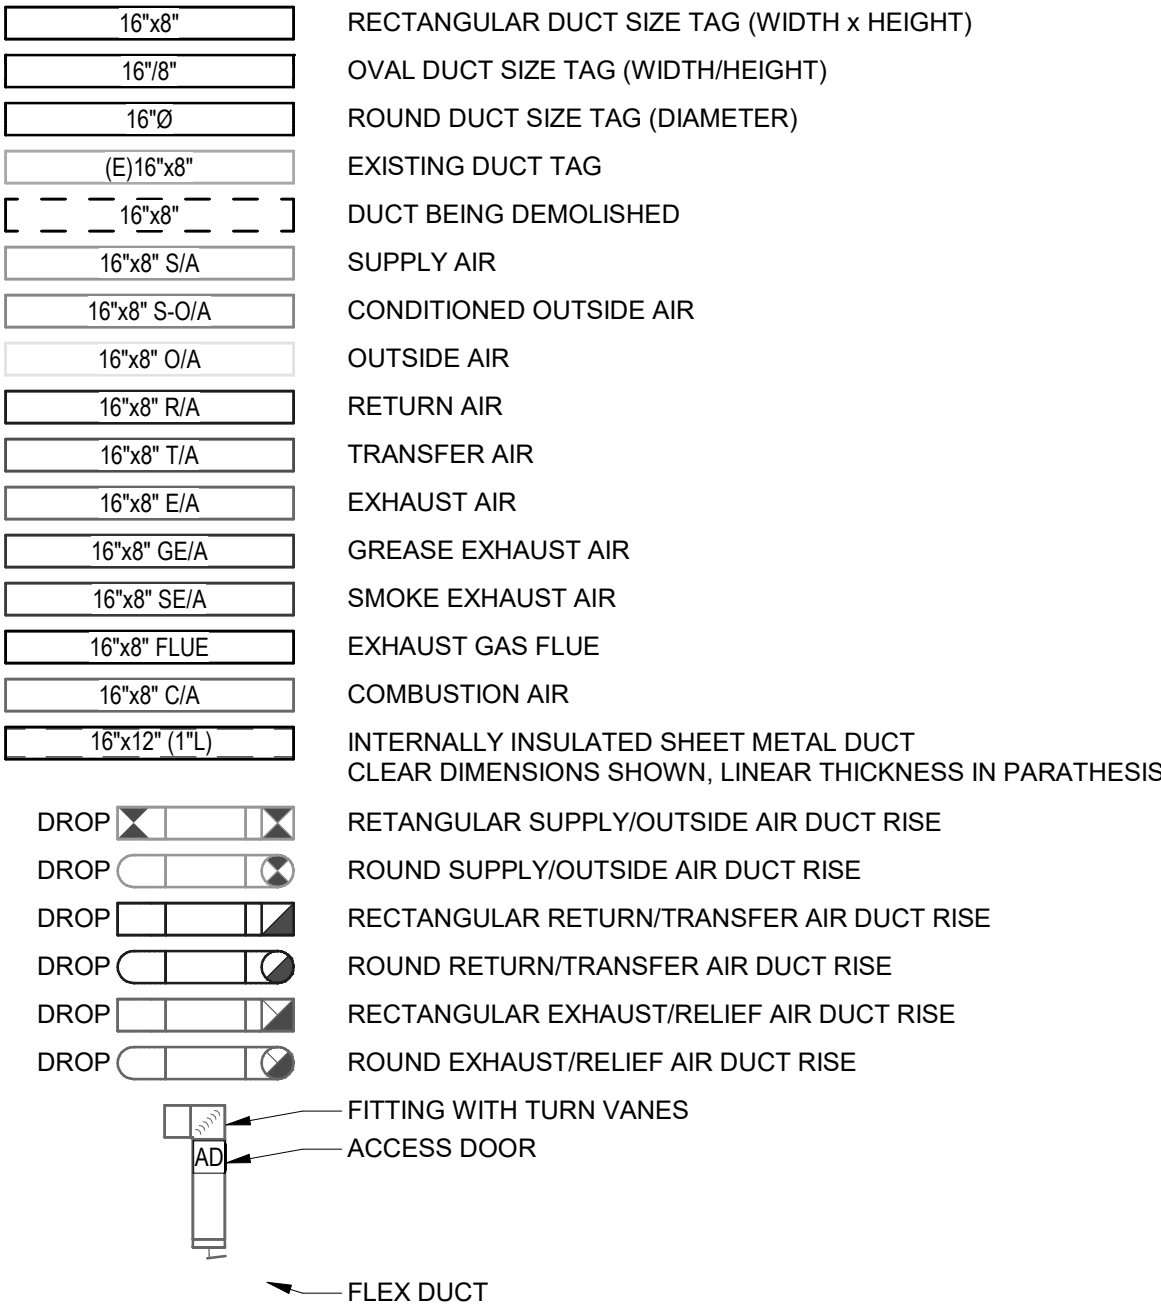 16"x8" RECTANGULAR DUCT SIZE TAG (WIDTH x HEIGHT)
16"/8" OVAL DUCT SIZE TAG (WIDTH/HEIGHT)
16"Ø ROUND DUCT SIZE TAG (DIAMETER)
(E)16"x8" EXISTING DUCT TAG
16"x8" DUCT BEING DEMOLISHED
16"x8" S/A SUPPLY AIR
16"x8" S-O/A CONDITIONED OUTSIDE AIR
16"x8" O/A OUTSIDE AIR
16"x8" R/A RETURN AIR
16"x8" T/A TRANSFER AIR
16"x8" E/A EXHAUST AIR
16"x8" GE/A GREASE EXHAUST AIR
16"x8" SE/A SMOKE EXHAUST AIR
16"x8" FLUE EXHAUST GAS FLUE
16"x8" C/A COMBUSTION AIR
16"x12" (1"L) INTERNALLY INSULATED SHEET METAL DUCT
CLEAR DIMENSIONS SHOWN, LINEAR THICKNESS IN PARATHESIS
DROP RETANGULAR SUPPLY/OUTSIDE AIR DUCT RISE
DROP ROUND SUPPLY/OUTSIDE AIR DUCT RISE
DROP RECTANGULAR RETURN/TRANSFER AIR DUCT RISE
DROP ROUND RETURN/TRANSFER AIR DUCT RISE
DROP RECTANGULAR EXHAUST/RELIEF AIR DUCT RISE
DROP ROUND EXHAUST/RELIEF AIR DUCT RISE
FITTING WITH TURN VANES
AD ACCESS DOOR
FLEX DUCT